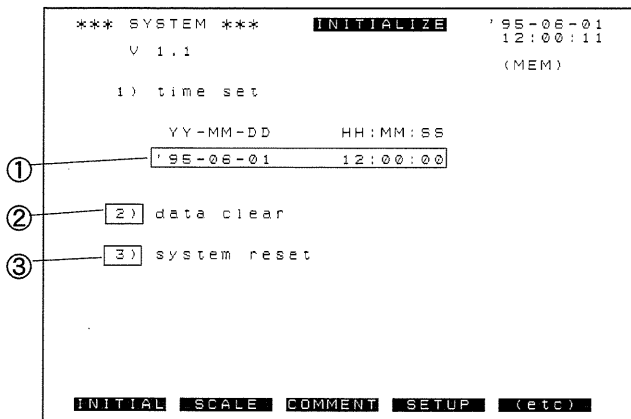 *** SYSTEM *** INITIALIZE '95-06-01
V 1.1 12:00:11
(MEM)
1) time set
YY-MM-DD HH:MM:SS
① '95-06-01 12:00:00
② 2) data clear
③ 3) system reset
INITIAL SCALE COMMENT SETUP (etc)